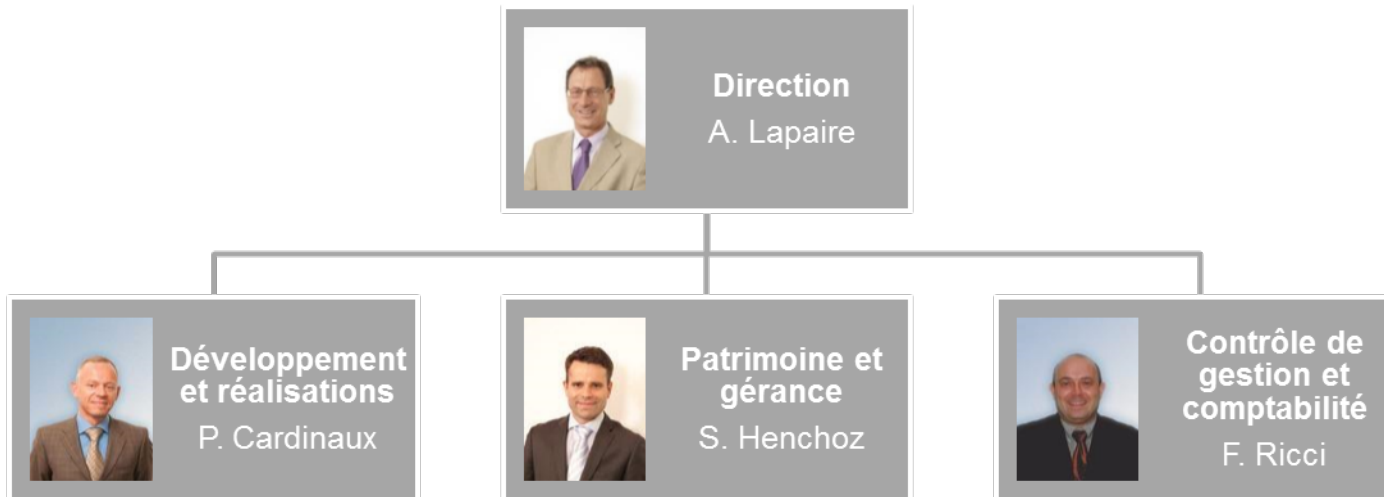 Direction
A. Lapaire
Développement
et réalisations
P. Cardinaux
Patrimoine et
gérance
S. Henchoz
Contrôle de
gestion et
comptabilité
F. Ricci